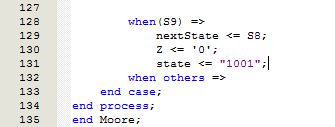 127
128 when(S9) =>
129 nextState <= S8;
130 Z <= '0';
131 state <= "1001";
132 when others =>
133 end case;
134 end process;
135 end Moore;